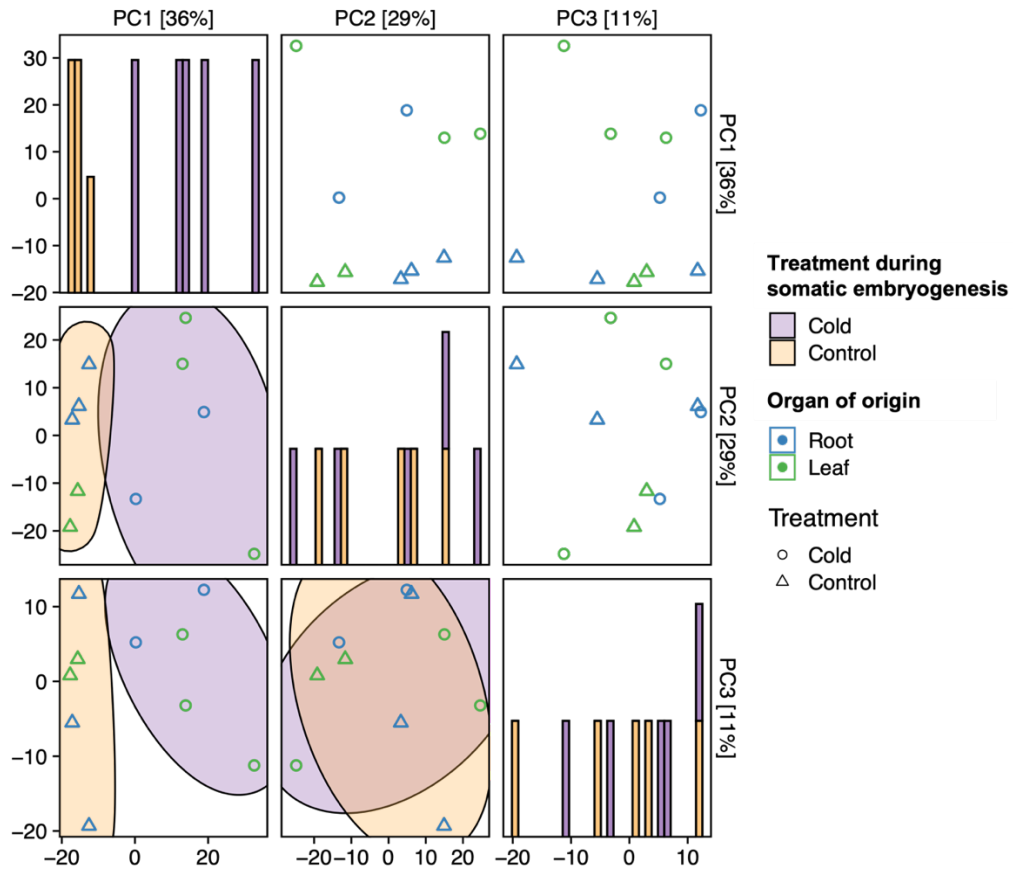 PC1 [36%]
PC2 [29%]
PC3 [11%]
30
20
10
0
−10
−20
PC1 [36%]
20
10
0
−10
−20
PC2 [29%]
10
0
−10
−20
PC3 [11%]
−20
0
20
−20
−10
0
10
20
−20
−10
0
10
Treatment during
somatic embryogenesis
Cold
Control
Organ of origin
Root
Leaf
Treatment
Cold
Control